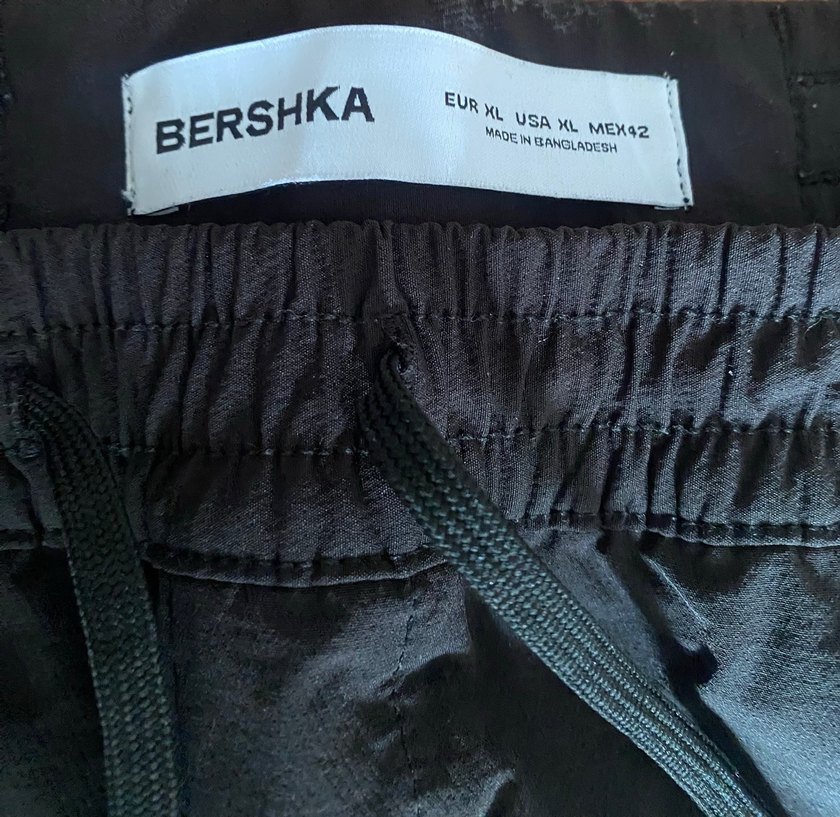 BERSHKA
EUR XL USA XL MEX42
MADE IN BANGLADESH